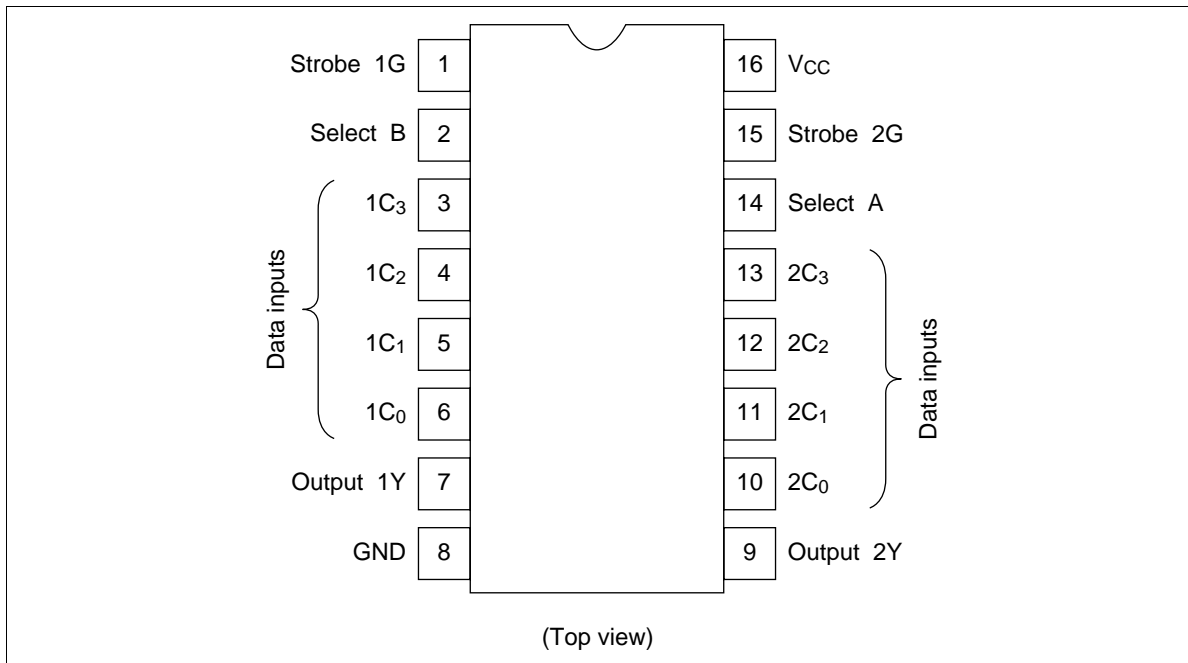 Strobe 1G 1 16 VCC
Select B 2 15 Strobe 2G
1C3 3 14 Select A
1C2 4 13 2C3
1C1 5 12 2C2
1C0 6 11 2C1
Output 1Y 7 10 2C0
GND 8 9 Output 2Y
Data inputs
Data inputs
(Top view)